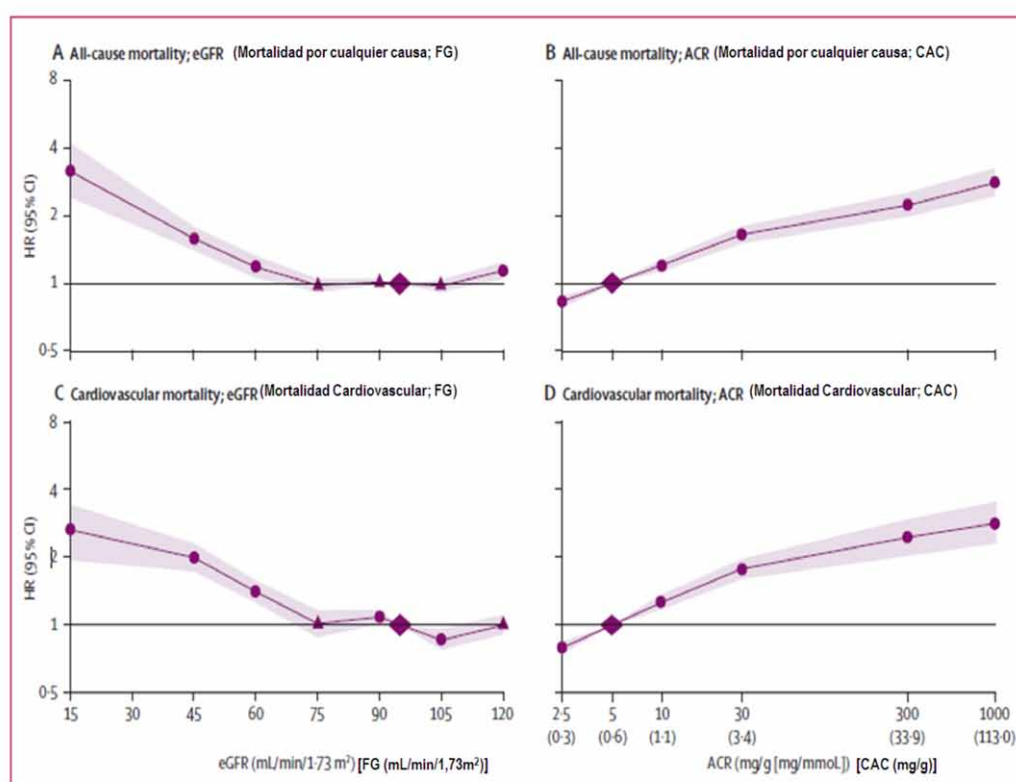 A All-cause mortality; eGFR (Mortalidad por cualquier causa; FG)
B All-cause mortality; ACR (Mortalidad por cualquier causa; CAC)
8
4
2
1
0·5
HR (95% CI)
C Cardiovascular mortality; eGFR (Mortalidad Cardiovascular; FG)
D Cardiovascular mortality; ACR (Mortalidad Cardiovascular; CAC)
8
4
2
1
0·5
HR (95% CI)
15 30 45 60 75 90 105 120
eGFR (mL/min/1·73 m²) [FG (mL/min/1,73m²)]
2·5 5 10 30 300 1000
(0·3) (0·6) (1·1) (3·4) (33·9) (113·0)
ACR (mg/g [mg/mmoL]) [CAC (mg/g)]